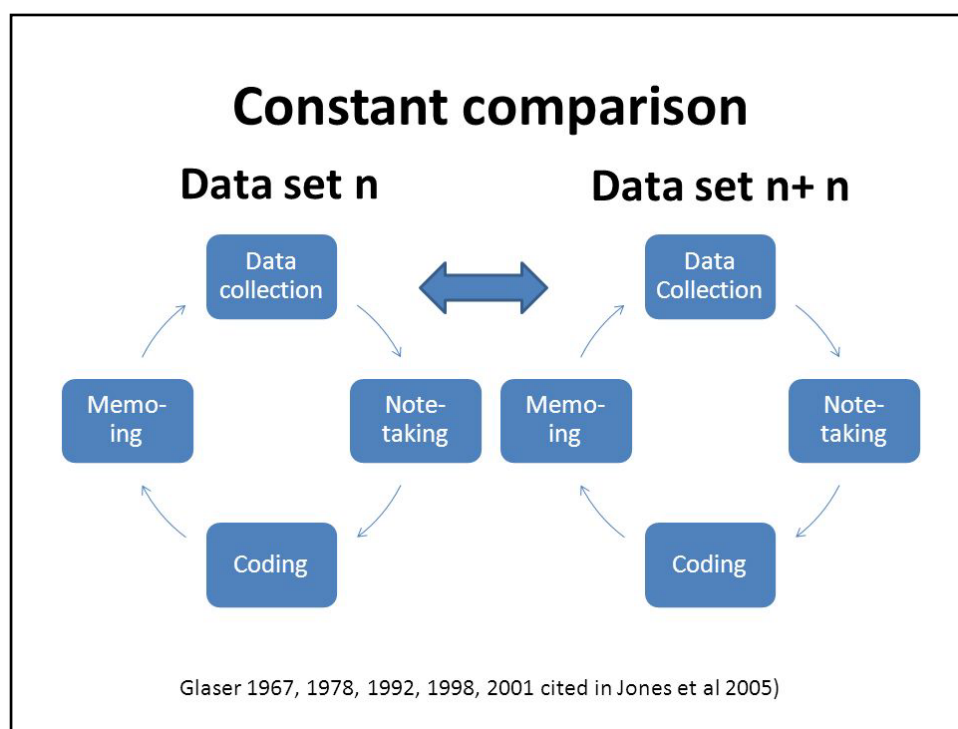 Constant comparison
Data set n
Data set n+ n
Data
collection
Note-
taking
Coding
Memo-
ing
Data
Collection
Note-
taking
Coding
Memo-
ing
Glaser 1967, 1978, 1992, 1998, 2001 cited in Jones et al 2005)